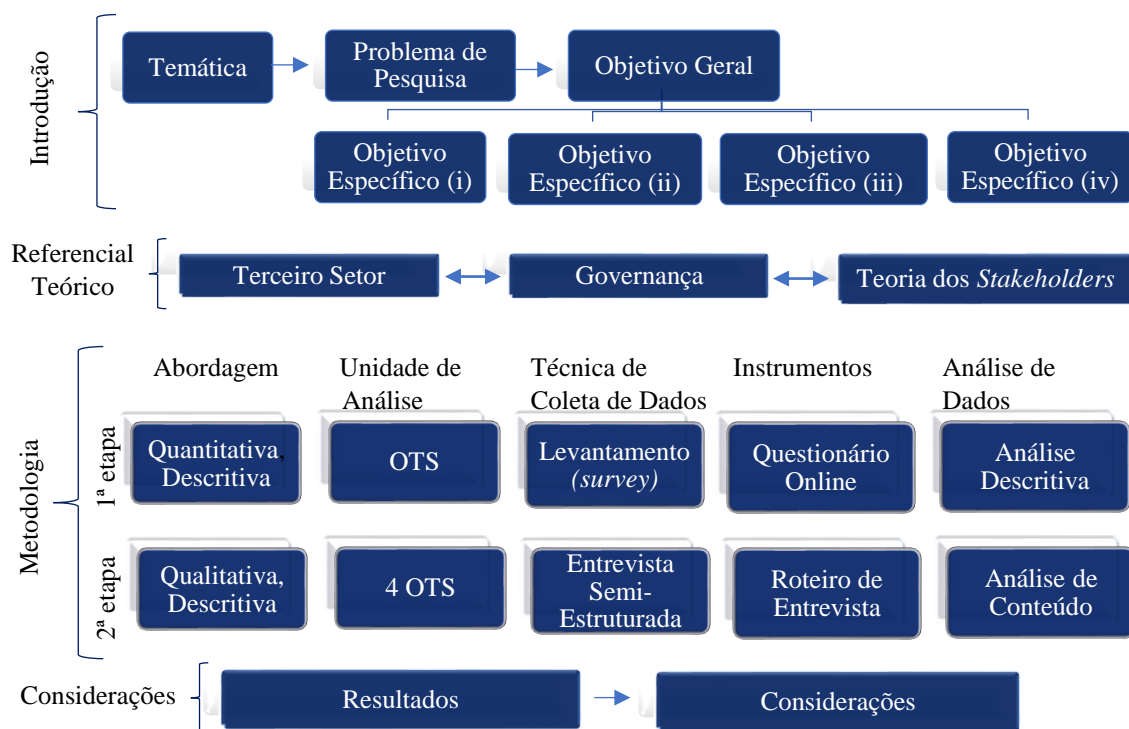 Introdução
Temática
Problema de
Pesquisa
Objetivo Geral
Objetivo
Específico (i)
Objetivo
Específico (ii)
Objetivo
Específico (iii)
Objetivo
Específico (iv)
Referencial
Teórico
Terceiro Setor
Governança
Teoria dos Stakeholders
Metodologia
Abordagem
Unidade de
Análise
Técnica de
Coleta de Dados
Instrumentos
Análise de
Dados
1ª etapa
Quantitativa,
Descritiva
OTS
Levantamento
(survey)
Questionário
Online
Análise
Descritiva
2ª etapa
Qualitativa,
Descritiva
4 OTS
Entrevista
Semi-
Estruturada
Roteiro de
Entrevista
Análise de
Conteúdo
Considerações
Resultados
Considerações